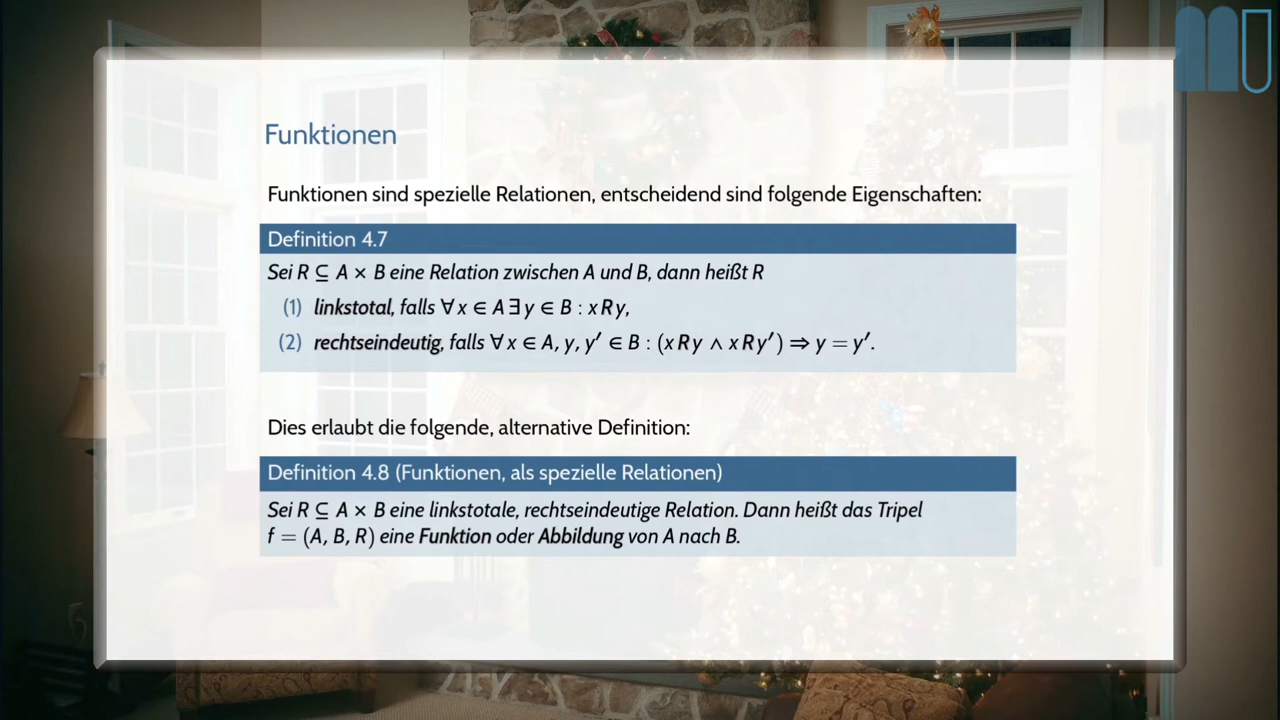 Funktionen
Funktionen sind spezielle Relationen, entscheidend sind folgende Eigenschaften:
Definition 4.7
Sei R ⊆ A × B eine Relation zwischen A und B, dann heißt R
(1) linkstotal, falls ∀ x ∈ A ∃ y ∈ B : x R y,
(2) rechtseindeutig, falls ∀ x ∈ A, y, y′ ∈ B : (x R y ∧ x R y′) ⇒ y = y′.
Dies erlaubt die folgende, alternative Definition:
Definition 4.8 (Funktionen, als spezielle Relationen)
Sei R ⊆ A × B eine linkstotale, rechtseindeutige Relation. Dann heißt das Tripel
f = (A, B, R) eine Funktion oder Abbildung von A nach B.